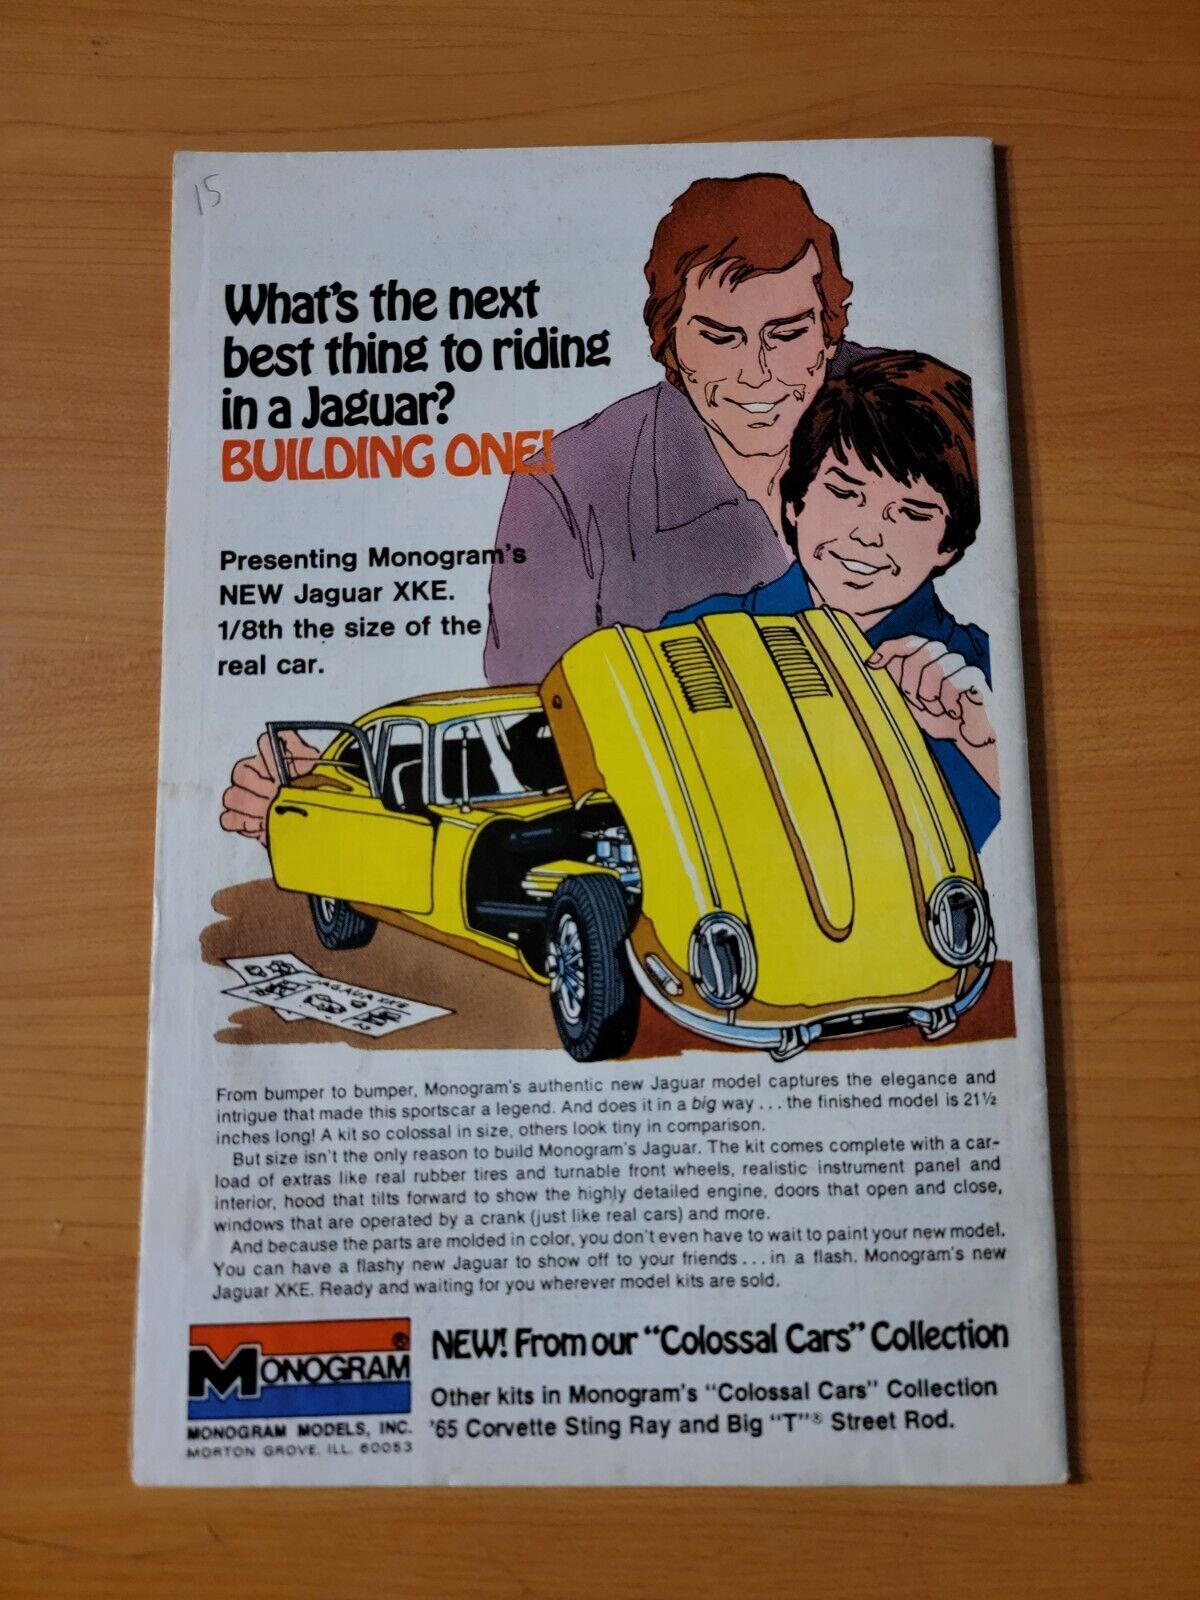 15
What's the next
best thing to riding
in a Jaguar?
BUILDING ONE!
Presenting Monogram's
NEW Jaguar XKE.
1/8th the size of the
real car.
JAGUAR XKE
From bumper to bumper, Monogram's authentic new Jaguar model captures the elegance and
intrigue that made this sportscar a legend. And does it in a big way . . . the finished model is 21½
inches long! A kit so colossal in size, others look tiny in comparison.
But size isn't the only reason to build Monogram's Jaguar. The kit comes complete with a car-
load of extras like real rubber tires and turnable front wheels, realistic instrument panel and
interior, hood that tilts forward to show the highly detailed engine, doors that open and close,
windows that are operated by a crank (just like real cars) and more.
And because the parts are molded in color, you don't even have to wait to paint your new model.
You can have a flashy new Jaguar to show off to your friends . . . in a flash. Monogram's new
Jaguar XKE. Ready and waiting for you wherever model kits are sold.
MONOGRAM ®
MONOGRAM MODELS, INC.
MORTON GROVE, ILL. 60053
NEW! From our "Colossal Cars" Collection
Other kits in Monogram's "Colossal Cars" Collection
'65 Corvette Sting Ray and Big "T"® Street Rod.